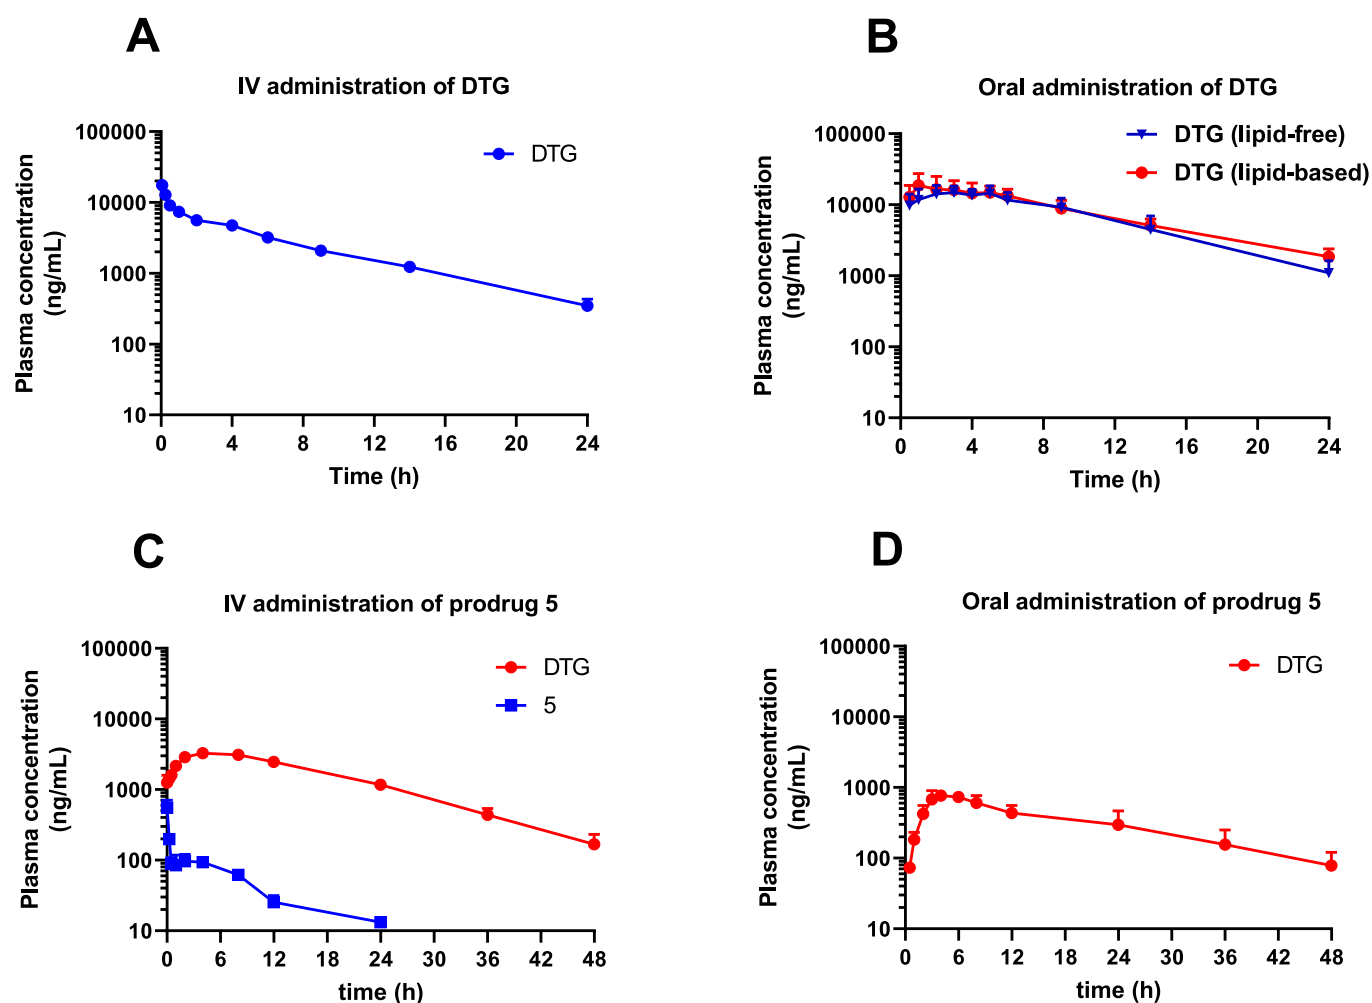 A
IV administration of DTG
Plasma concentration
(ng/mL)
100000
10000
1000
100
10
0 4 8 12 16 20 24
Time (h)
DTG
B
Oral administration of DTG
Plasma concentration
(ng/mL)
100000
10000
1000
100
10
0 4 8 12 16 20 24
Time (h)
DTG (lipid-free)
DTG (lipid-based)
C
IV administration of prodrug 5
Plasma concentration
(ng/mL)
100000
10000
1000
100
10
0 6 12 18 24 30 36 42 48
time (h)
DTG
5
D
Oral administration of prodrug 5
Plasma concentration
(ng/mL)
100000
10000
1000
100
10
0 6 12 18 24 30 36 42 48
time (h)
DTG